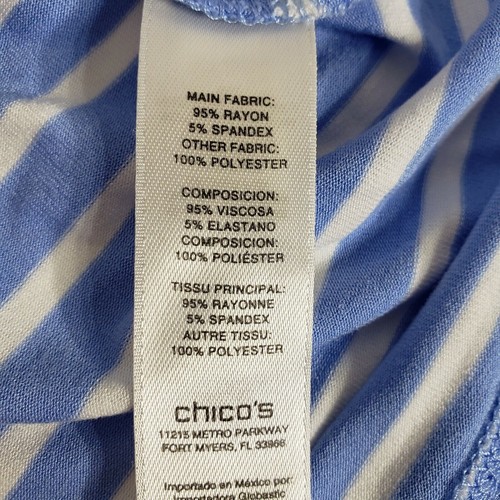 MAIN FABRIC:
95% RAYON
5% SPANDEX
OTHER FABRIC:
100% POLYESTER
COMPOSICION:
95% VISCOSA
5% ELASTANO
COMPOSICION:
100% POLIÉSTER
TISSU PRINCIPAL:
95% RAYONNE
5% SPANDEX
AUTRE TISSU:
100% POLYESTER
chico's
11215 METRO PARKWAY
FORT MYERS, FL 33966
Importado en México por:
Importadora Globastic